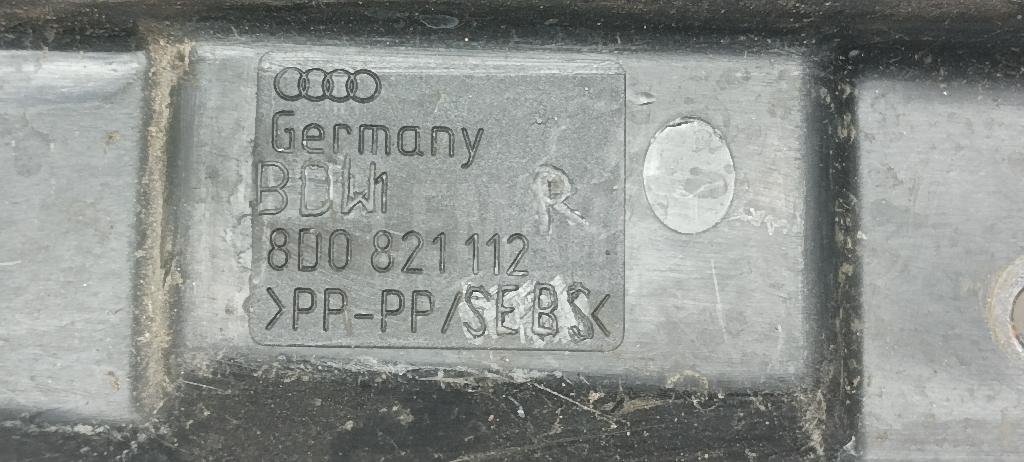 Germany
BDW1 R
8D0 821 112
>PP-PP/SEBS<